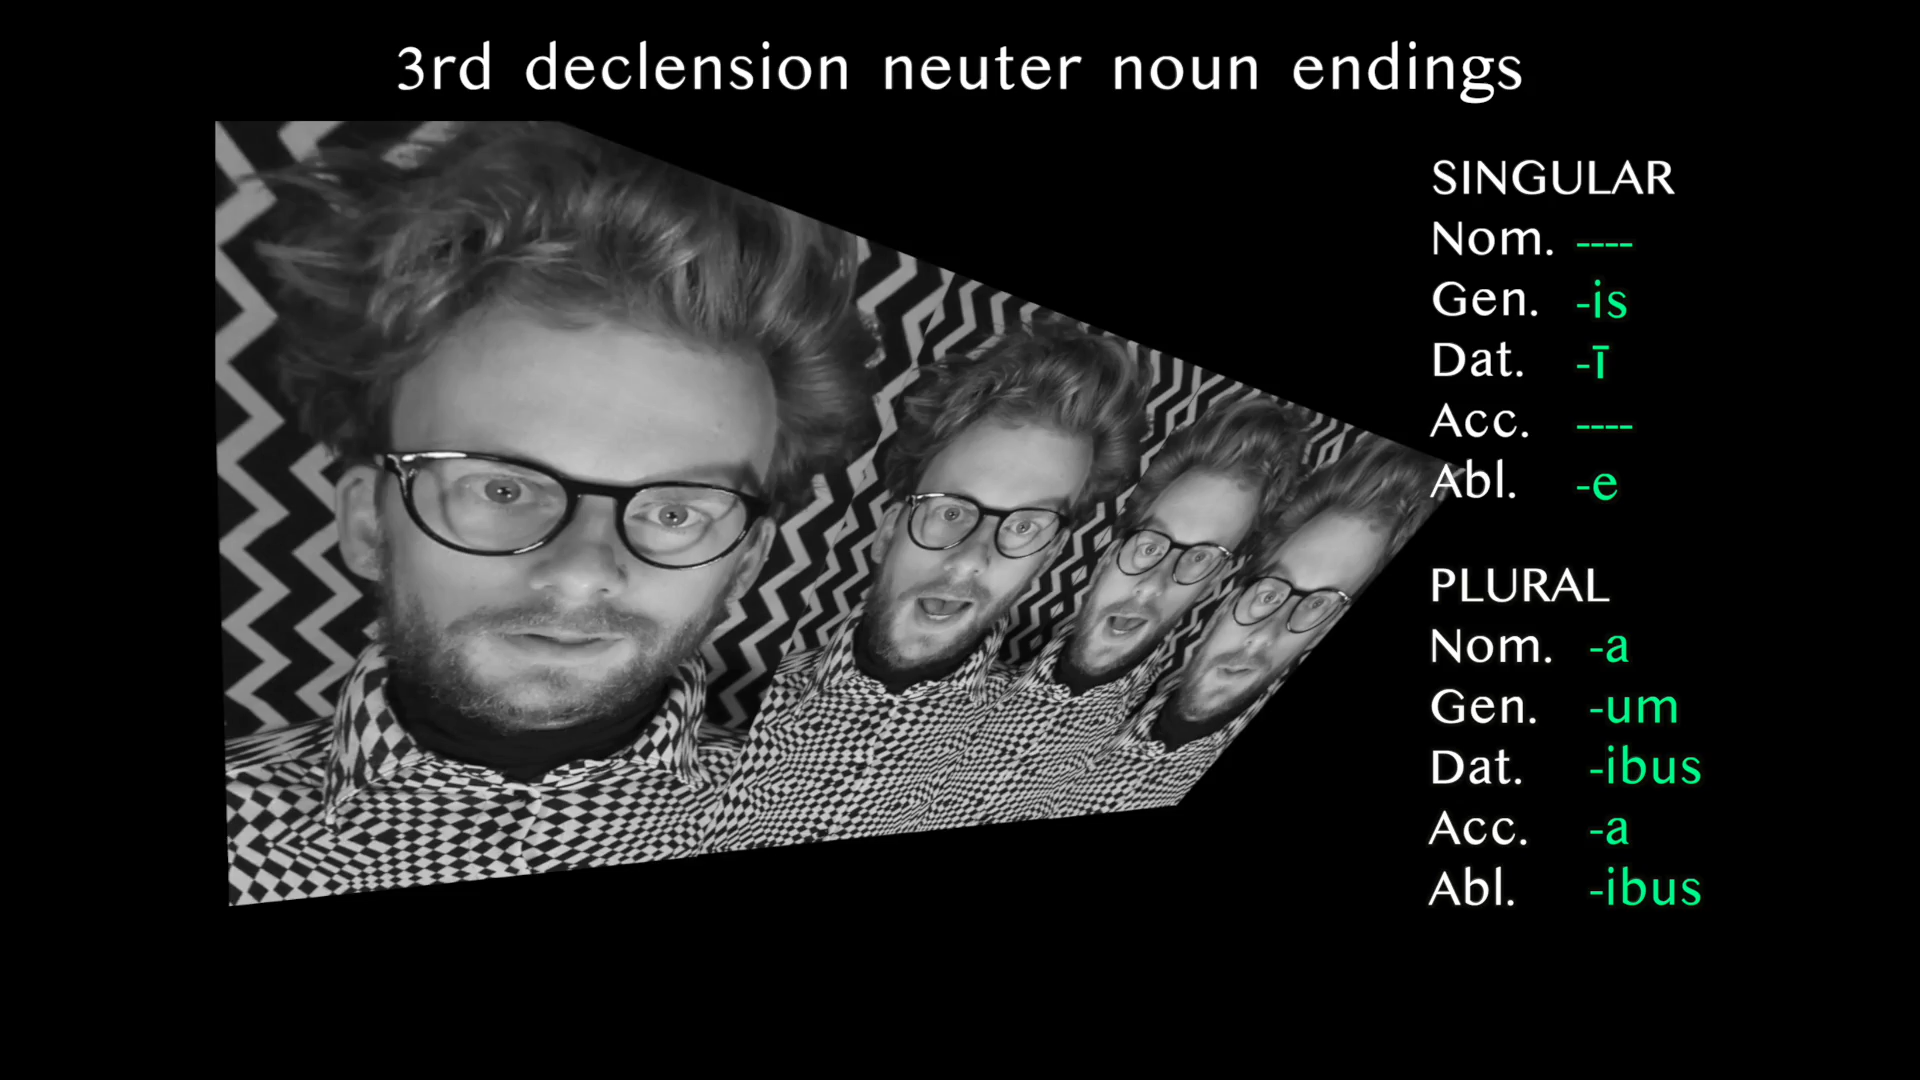 3rd declension neuter noun endings
SINGULAR
Nom. ----
Gen. -is
Dat. -ī
Acc. ----
Abl. -e
PLURAL
Nom. -a
Gen. -um
Dat. -ibus
Acc. -a
Abl. -ibus